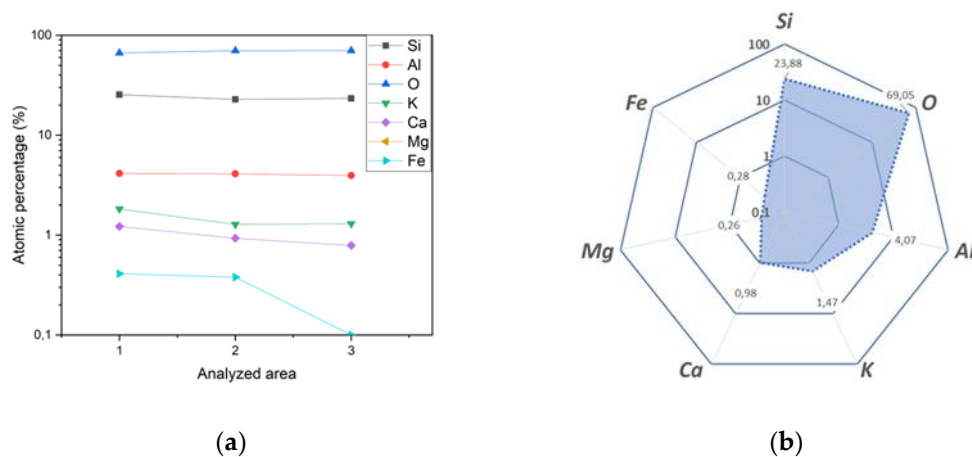 100
10
1
0,1
Atomic percentage (%)
1
2
3
Analyzed area
Si
Al
O
K
Ca
Mg
Fe
(a)
Si
100
23,88
10
1
0,1
69,05
O
Fe
0,28
0,26
4,07
Mg
Al
0,98
1,47
Ca
K
(b)